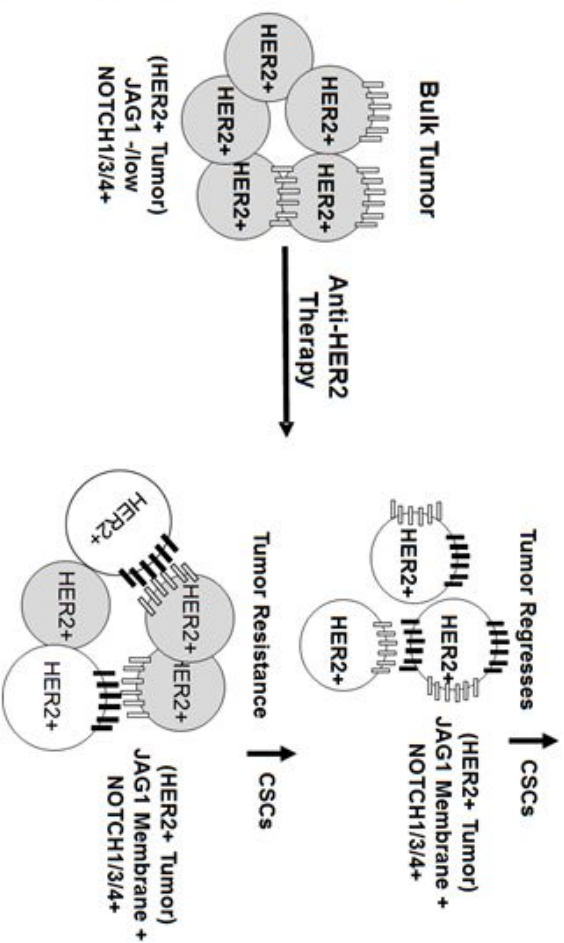 Bulk Tumor
HER2+
HER2+
HER2+
HER2+
HER2+
(HER2+ Tumor)
JAG1 -/low
NOTCH1/3/4+
Anti-HER2
Therapy
Tumor Regresses
CSCs
HER2+
HER2+
HER2+
(HER2+ Tumor)
JAG1 Membrane +
NOTCH1/3/4+
Tumor Resistance
CSCs
HER2+
HER2+
HER2+
HER2+
HER2+
(HER2+ Tumor)
JAG1 Membrane +
NOTCH1/3/4+